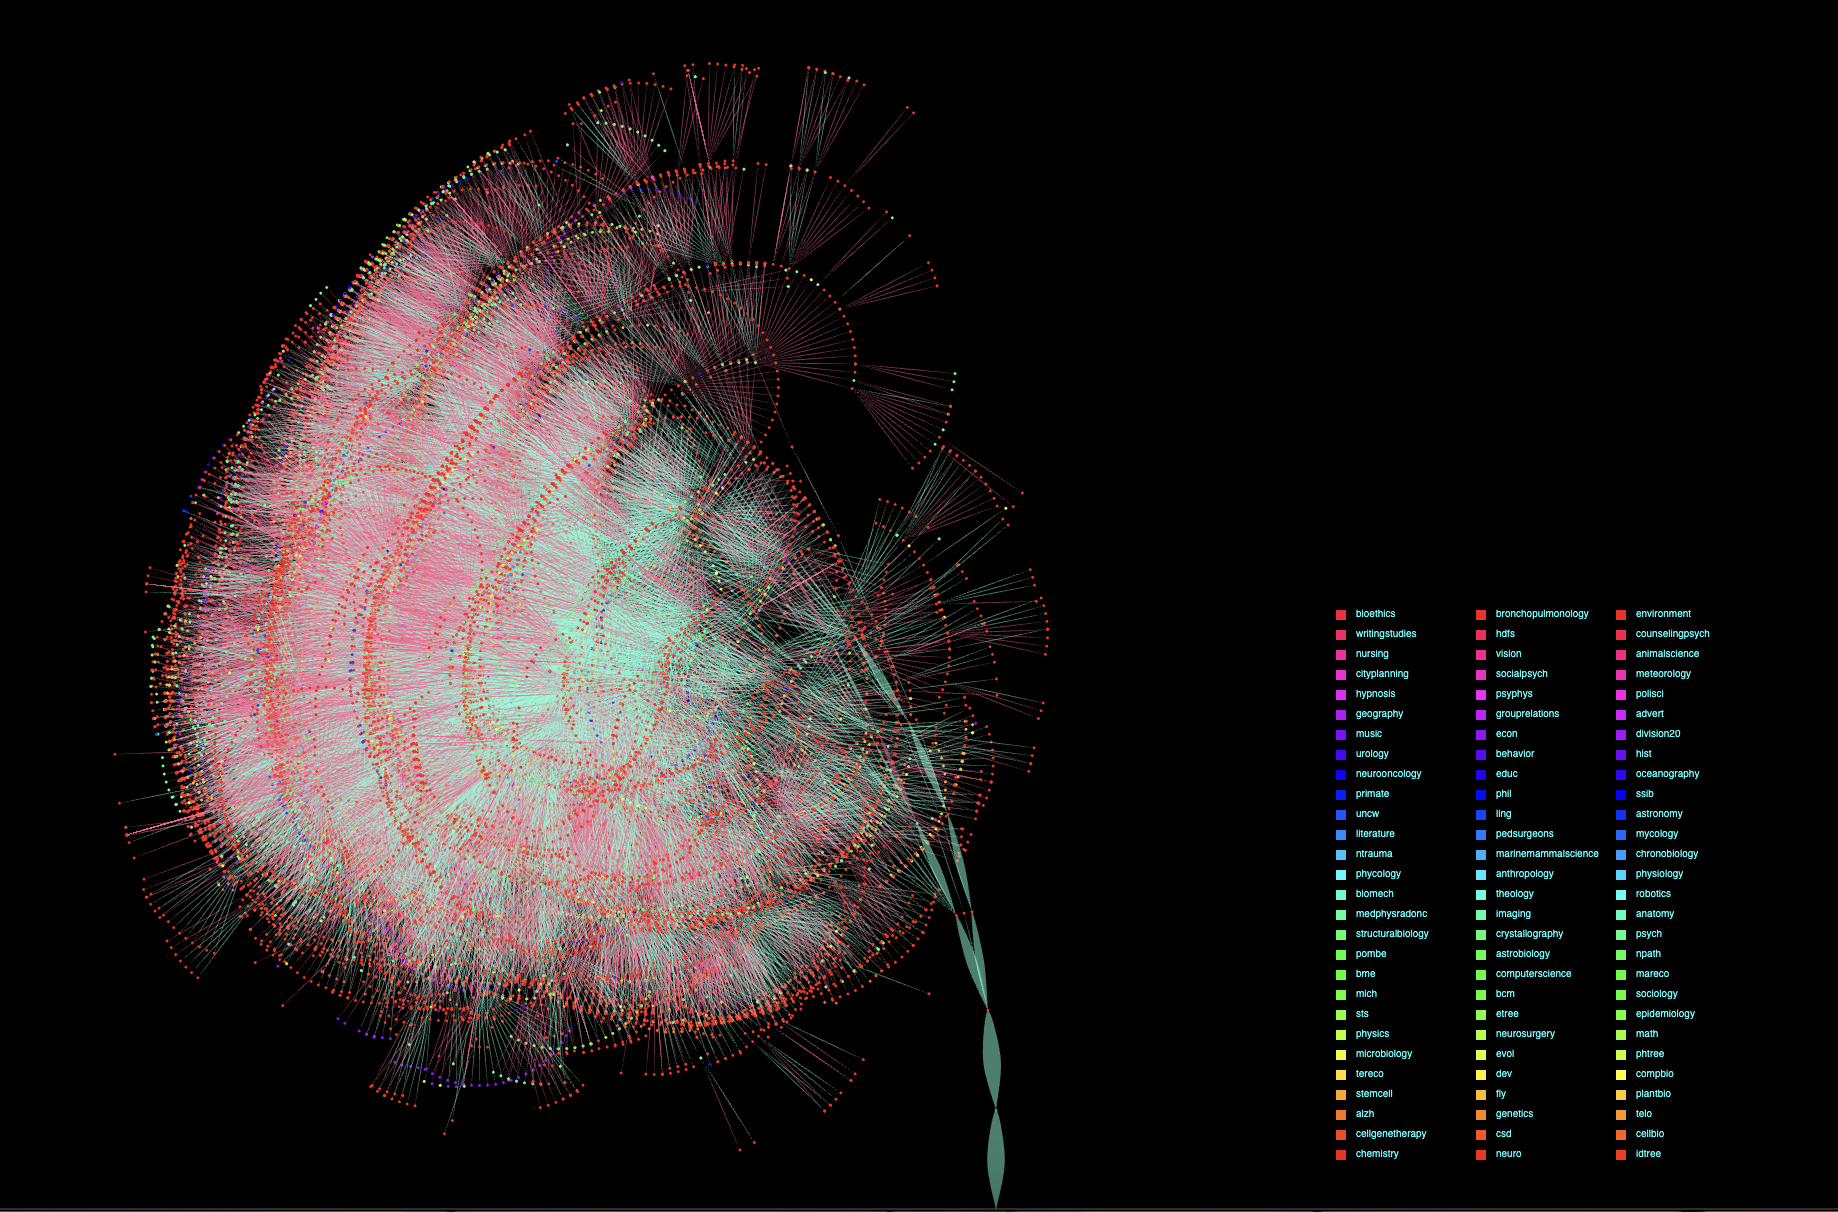 bioethics bronchopulmonology environment
writingstudies hdfs counselingpsych
nursing vision animalscience
cityplanning socialpsych meteorology
hypnosis psyphys polisci
geography grouprelations advert
music econ division20
urology behavior hist
neurooncology educ oceanography
primate phil ssib
uncw ling astronomy
literature pedsurgeons mycology
ntrauma marinemammalscience chronobiology
phycology anthropology physiology
biomech theology robotics
medphysradonc imaging anatomy
structuralbiology crystallography psych
pombe astrobiology npath
bme computerscience mareco
mich bcm sociology
sts etree epidemiology
physics neurosurgery math
microbiology evol phtree
tereco dev compbio
stemcell fly plantbio
alzh genetics telo
cellgenetherapy csd cellbio
chemistry neuro idtree